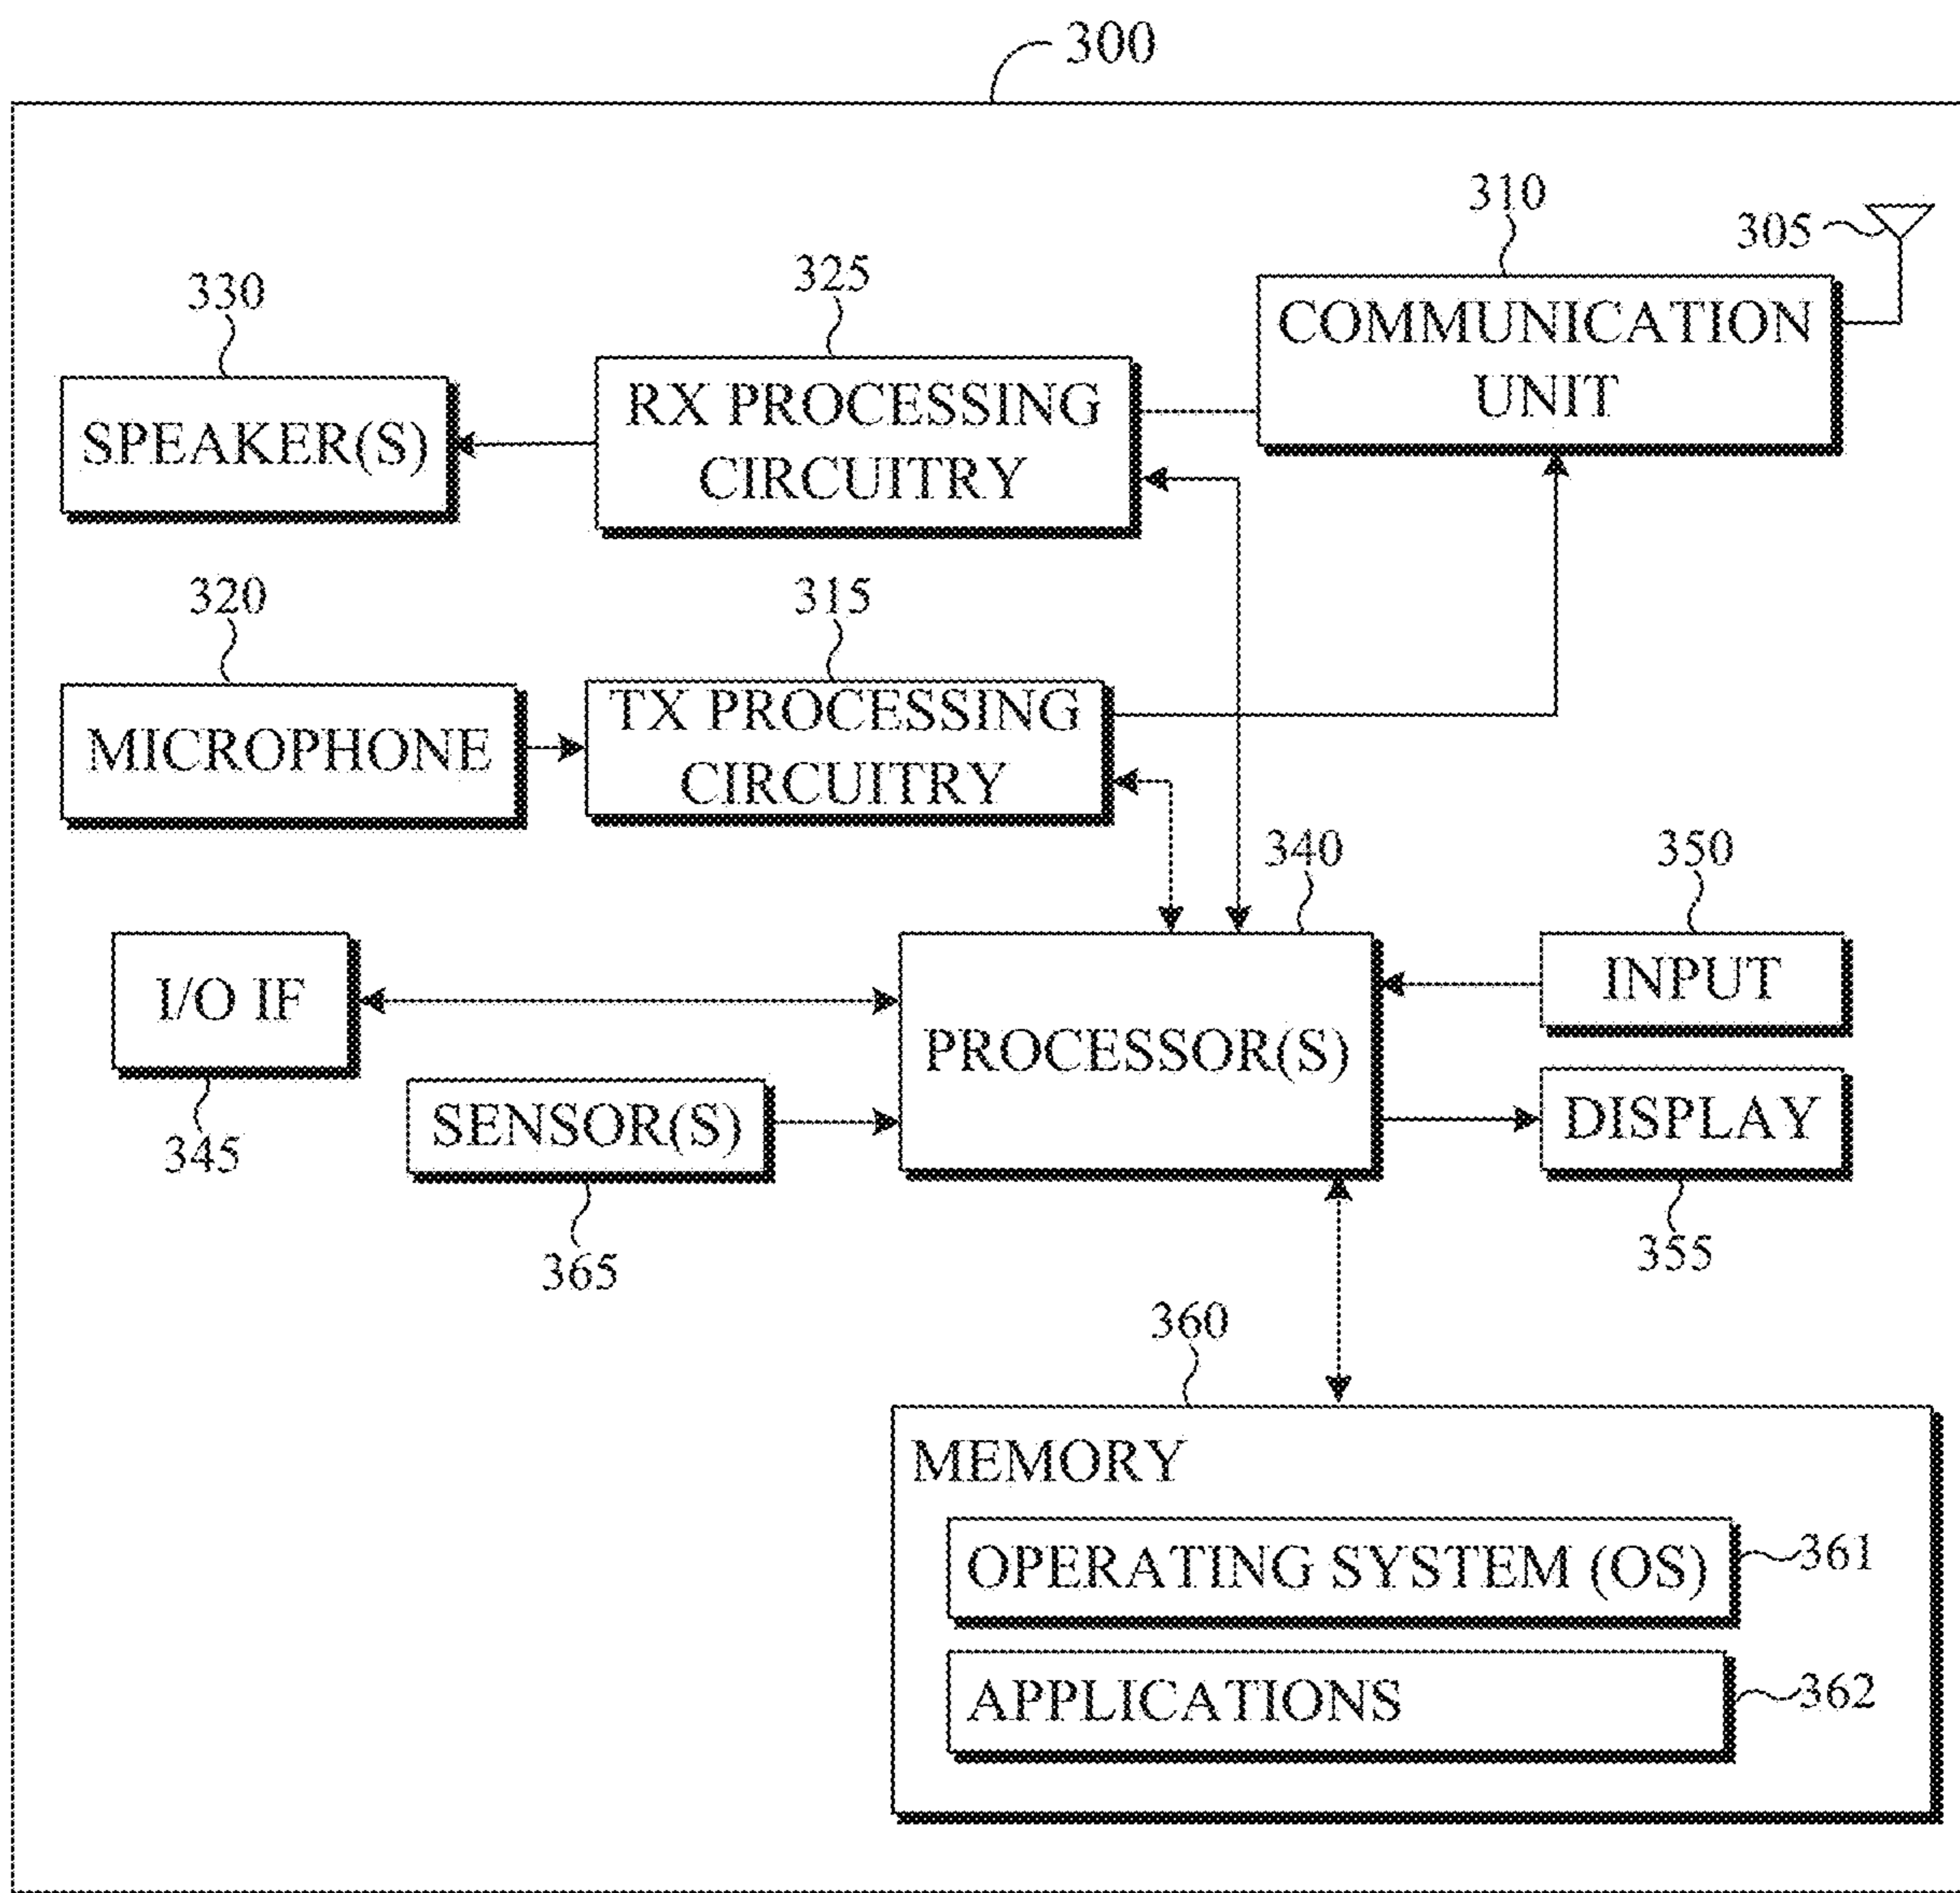 300
310
305
325
330
COMMUNICATION
UNIT
RX PROCESSING
CIRCUITRY
SPEAKER(S)
320
315
MICROPHONE
TX PROCESSING
CIRCUITRY
340
350
I/O IF
INPUT
PROCESSOR(S)
SENSOR(S)
DISPLAY
345
365
355
360
MEMORY
OPERATING SYSTEM (OS)
361
APPLICATIONS
362